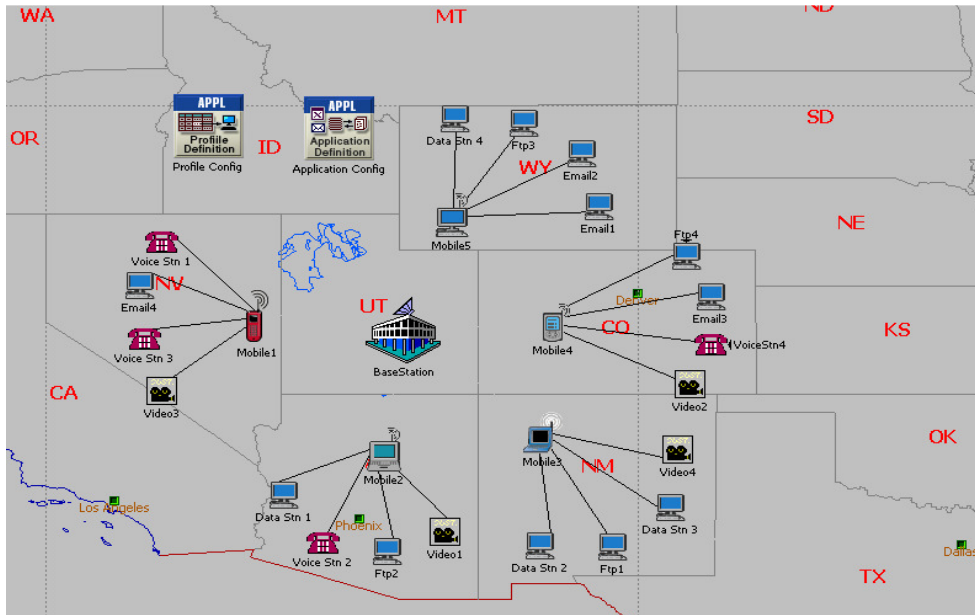 WA
MT
ND
OR
ID
SD
APPL
Profile
Definition
Profile Config
APPL
Application
Definition
Application Config
Data Stn 4
Ftp3
WY
Email2
Email1
Mobile5
NE
Voice Stn 1
NV
Email4
Voice Stn 3
Mobile1
Video3
UT
BaseStation
Ftp4
Denver
Email3
CO
VoiceStn4
Mobile4
Video2
KS
CA
OK
Mobile2
Data Stn 1
Los Angeles
Phoenix
Voice Stn 2
Ftp2
Video1
Mobile3
NM
Video4
Data Stn 3
Data Stn 2
Ftp1
Dallas
TX